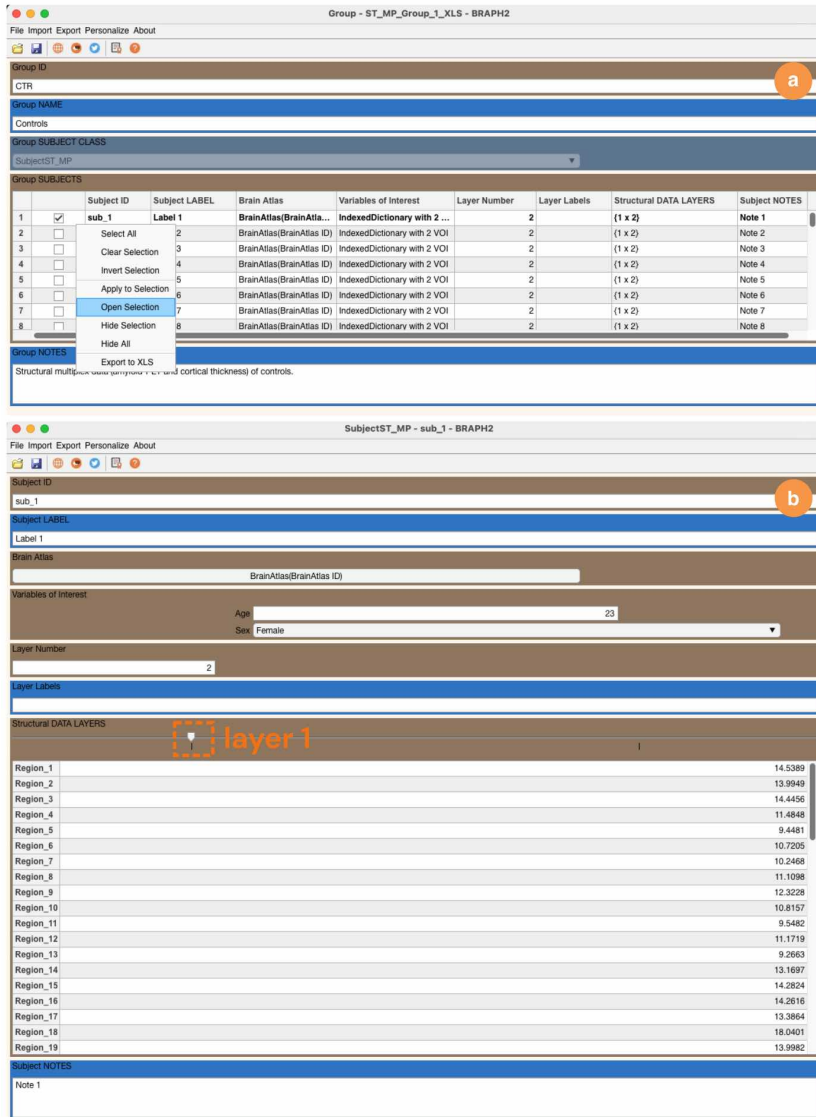 Group - ST_MP_Group_1_XLS - BRAPH2
File Import Export Personalize About
Group ID
a
CTR
Group NAME
Controls
Group SUBJECT CLASS
SubjectST_MP
Group SUBJECTS
Subject ID Subject LABEL Brain Atlas Variables of Interest Layer Number Layer Labels Structural DATA LAYERS Subject NOTES
1 sub_1 Label 1 BrainAtlas(BrainAtla... IndexedDictionary with 2 ... 2 {1 x 2} Note 1
2 Select All 2 BrainAtlas(BrainAtlas ID) IndexedDictionary with 2 VOI 2 {1 x 2} Note 2
3 Clear Selection 3 BrainAtlas(BrainAtlas ID) IndexedDictionary with 2 VOI 2 {1 x 2} Note 3
4 Invert Selection 4 BrainAtlas(BrainAtlas ID) IndexedDictionary with 2 VOI 2 {1 x 2} Note 4
5 Apply to Selection 5 BrainAtlas(BrainAtlas ID) IndexedDictionary with 2 VOI 2 {1 x 2} Note 5
6 Open Selection 6 BrainAtlas(BrainAtlas ID) IndexedDictionary with 2 VOI 2 {1 x 2} Note 6
7 Hide Selection 7 BrainAtlas(BrainAtlas ID) IndexedDictionary with 2 VOI 2 {1 x 2} Note 7
8 Hide All 8 BrainAtlas(BrainAtlas ID) IndexedDictionary with 2 VOI 2 {1 x 2} Note 8
Export to XLS
Group NOTES
Structural multiplex data (amyloid PET and cortical thickness) of controls.
SubjectST_MP - sub_1 - BRAPH2
File Import Export Personalize About
Subject ID
b
sub_1
Subject LABEL
Label 1
Brain Atlas
BrainAtlas(BrainAtlas ID)
Variables of Interest
Age 23
Sex Female
Layer Number
2
Layer Labels
Structural DATA LAYERS
layer 1
Region_1 14.5389
Region_2 13.9949
Region_3 14.4456
Region_4 11.4848
Region_5 9.4481
Region_6 10.7205
Region_7 10.2468
Region_8 11.1098
Region_9 12.3228
Region_10 10.8157
Region_11 9.5482
Region_12 11.1719
Region_13 9.2663
Region_14 13.1697
Region_15 14.2824
Region_16 14.2616
Region_17 13.3864
Region_18 18.0401
Region_19 13.9982
Subject NOTES
Note 1